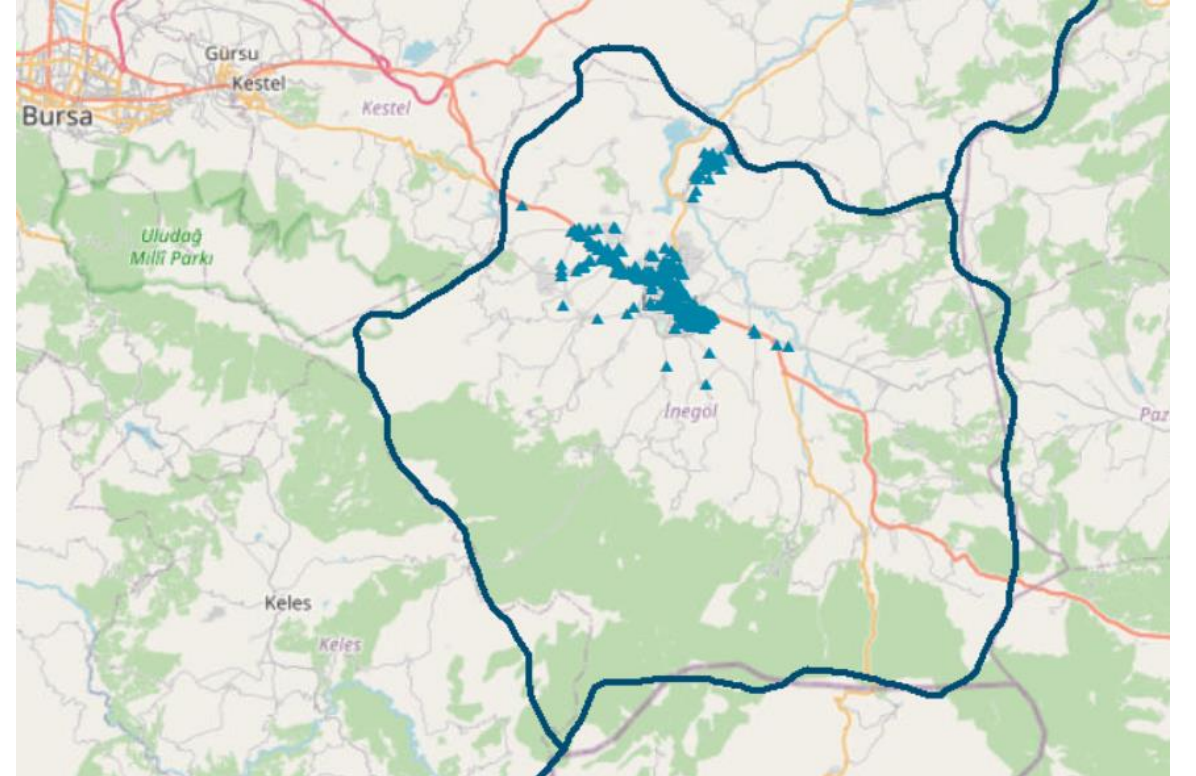 Gürsu
Kestel
Bursa
Kestel
Uludağ
Millî Parkı
İnegöl
Paz
Keles
Keles